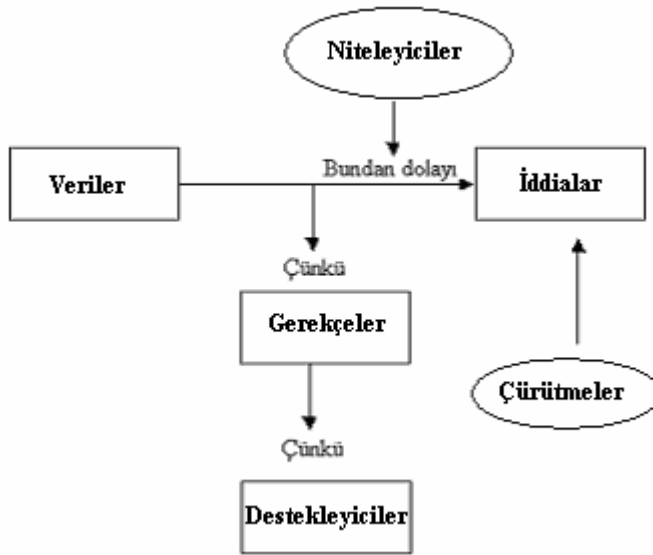 Niteleyiciler
Veriler
Bundan dolayı
İddialar
Çünkü
Gerekçeler
Çürütmeler
Çünkü
Destekleyiciler